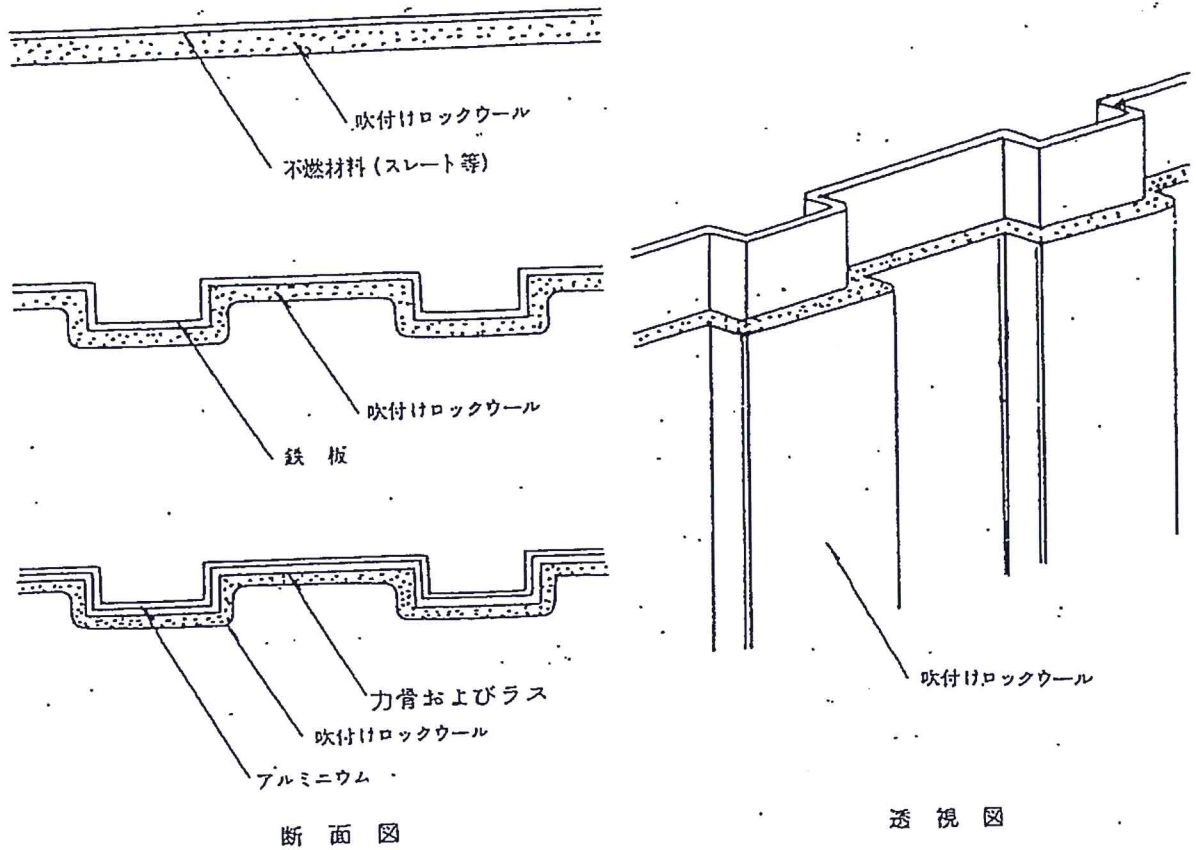 吹付けロックウール
不燃材料(スレート等)
吹付けロックウール
鉄 板
力骨およびラス
吹付けロックウール
アルミニウム
断 面 図
吹付けロックウール
透 視 図